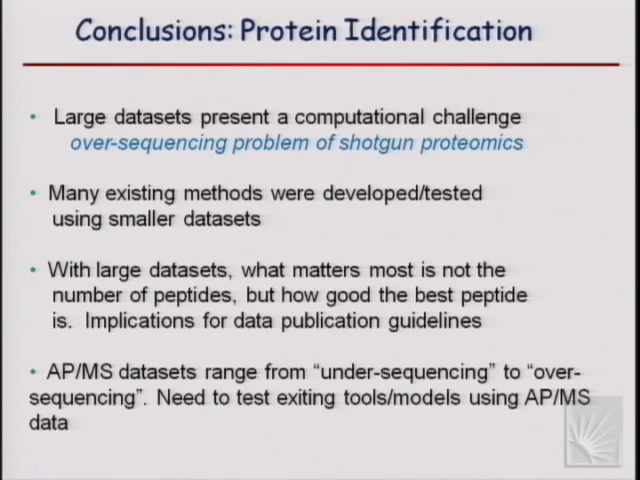 Conclusions: Protein Identification
• Large datasets present a computational challenge
over-sequencing problem of shotgun proteomics
• Many existing methods were developed/tested
using smaller datasets
• With large datasets, what matters most is not the
number of peptides, but how good the best peptide
is. Implications for data publication guidelines
• AP/MS datasets range from “under-sequencing” to “over-
sequencing”. Need to test exiting tools/models using AP/MS
data